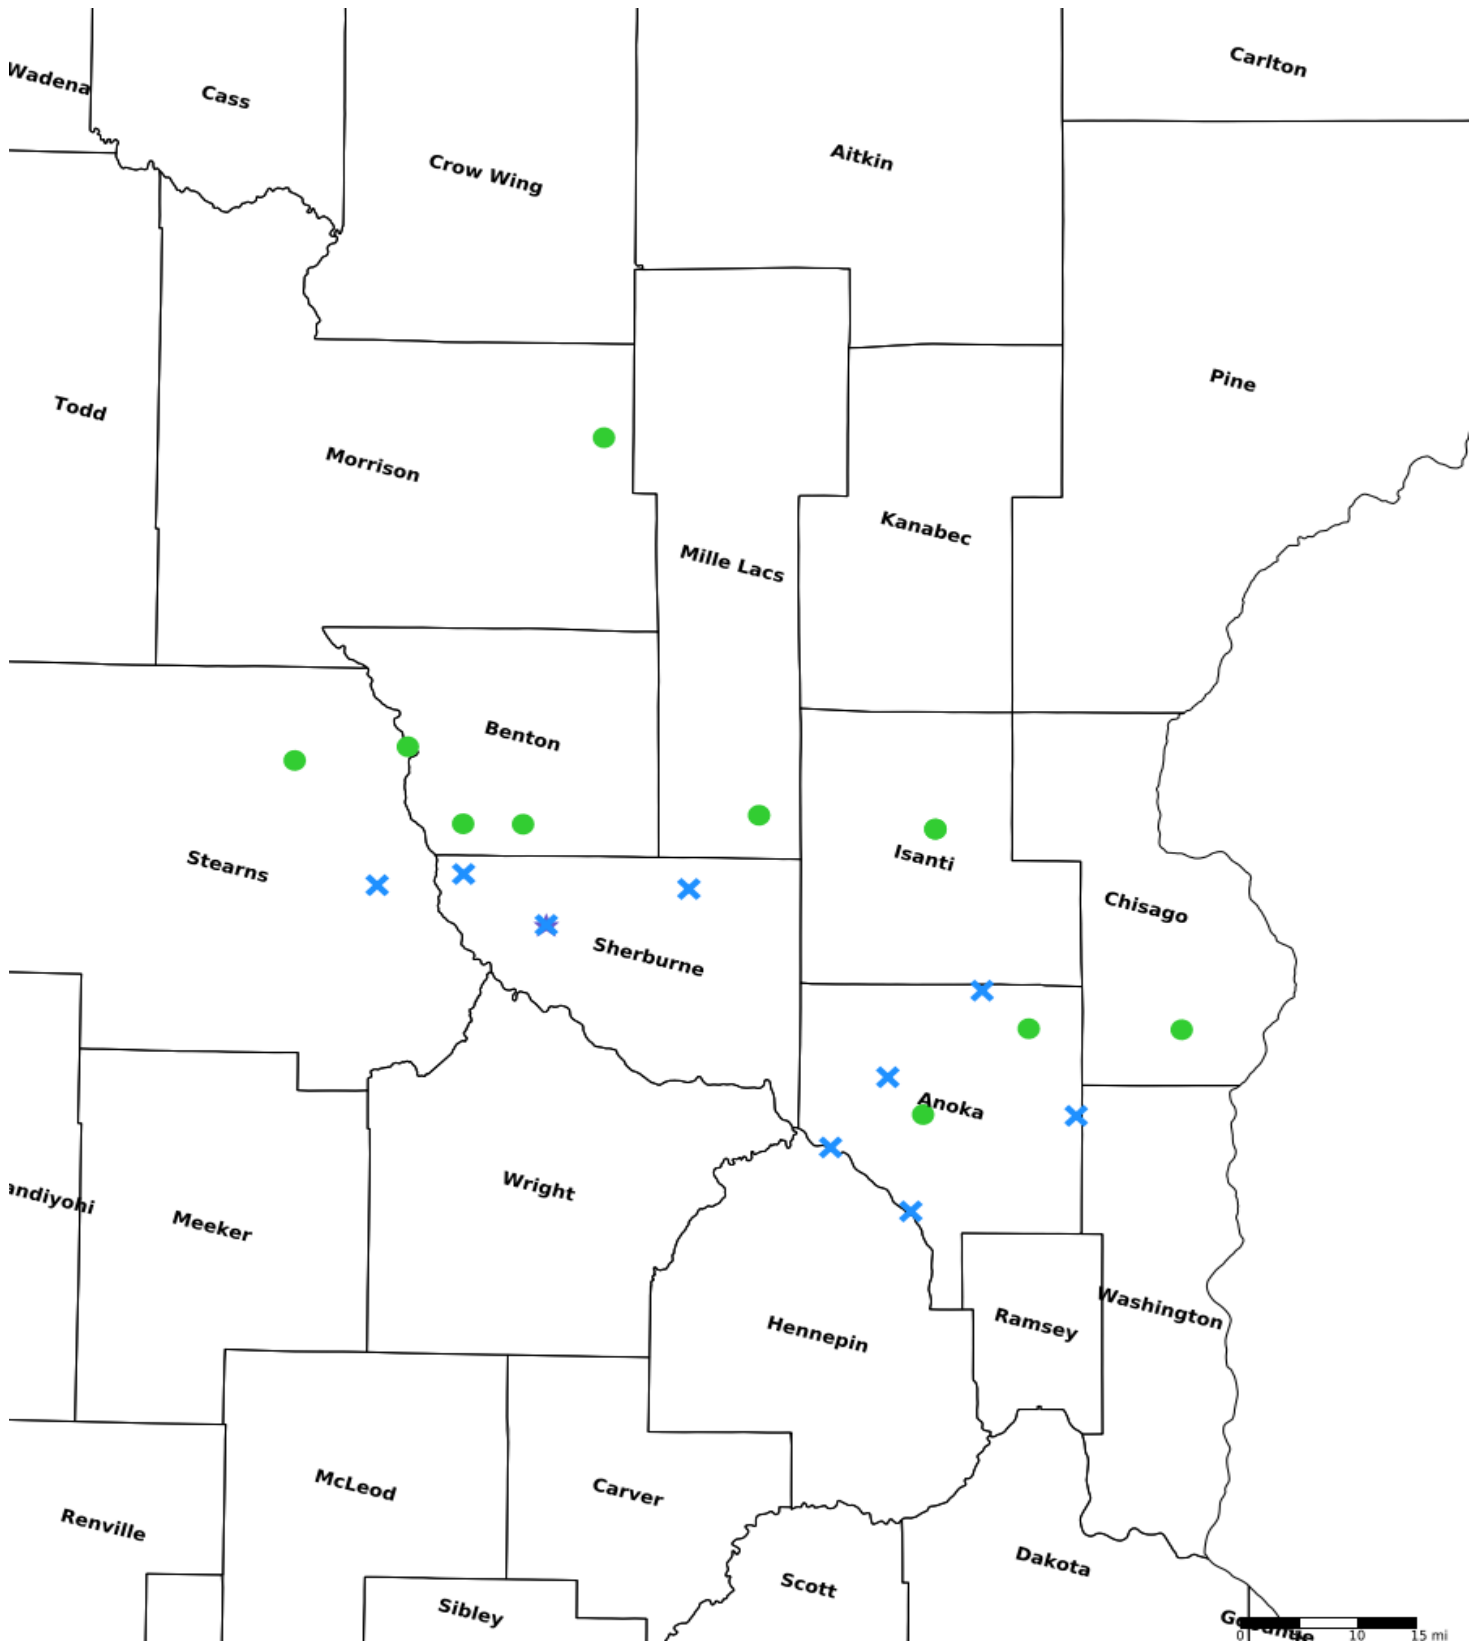 Carlton
Wadena
Cass
Aitkin
Crow Wing
Pine
Todd
Morrison
Kanabec
Mille Lacs
Benton
Stearns
Isanti
Chisago
Sherburne
Anoka
Wright
andiyohi
Meeker
Washington
Ramsey
Hennepin
McLeod
Carver
Renville
Dakota
Scott
Sibley
0 10 15 mi